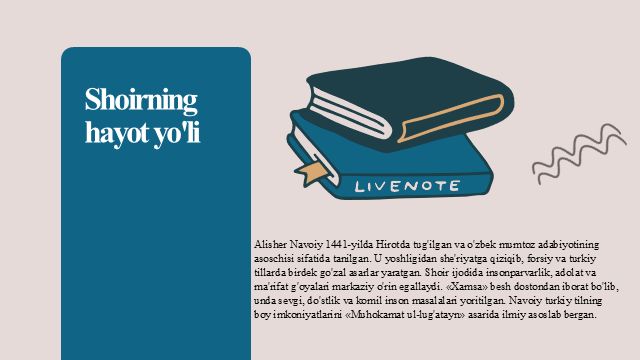 Shoirning
hayot yo'li
LIVENOTE
Alisher Navoiy 1441-yilda Hirotda tug'ilgan va o'zbek mumtoz adabiyotining
asoschisi sifatida tanilgan. U yoshligidan she'riyatga qiziqib, forsiy va turkiy
tillarda birdek go'zal asarlar yaratgan. Shoir ijodida insonparvarlik, adolat va
ma'rifat g'oyalari markaziy o'rin egallaydi. «Xamsa» besh dostondan iborat bo'lib,
unda sevgi, do'stlik va komil inson masalalari yoritilgan. Navoiy turkiy tilning
boy imkoniyatlarini «Muhokamat ul-lug'atayn» asarida ilmiy asoslab bergan.